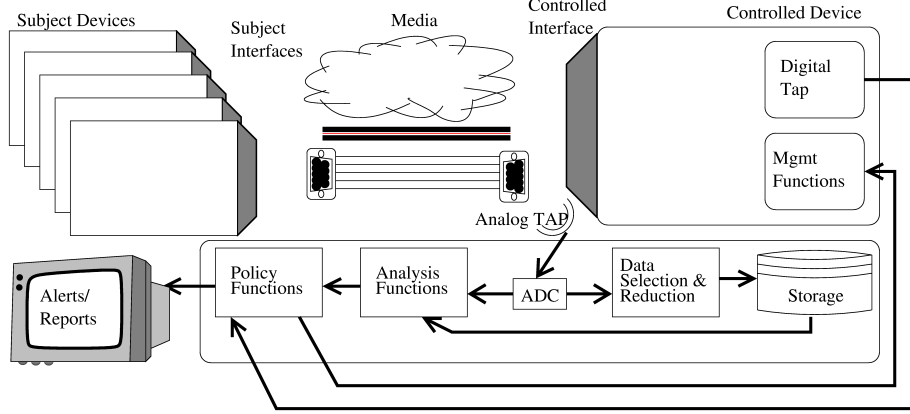 Subject Devices
Subject
Interfaces
Media
Controlled
Interface
Controlled Device
Digital
Tap
Mgmt
Functions
Analog TAP
Alerts/
Reports
Policy
Functions
Analysis
Functions
ADC
Data
Selection &
Reduction
Storage